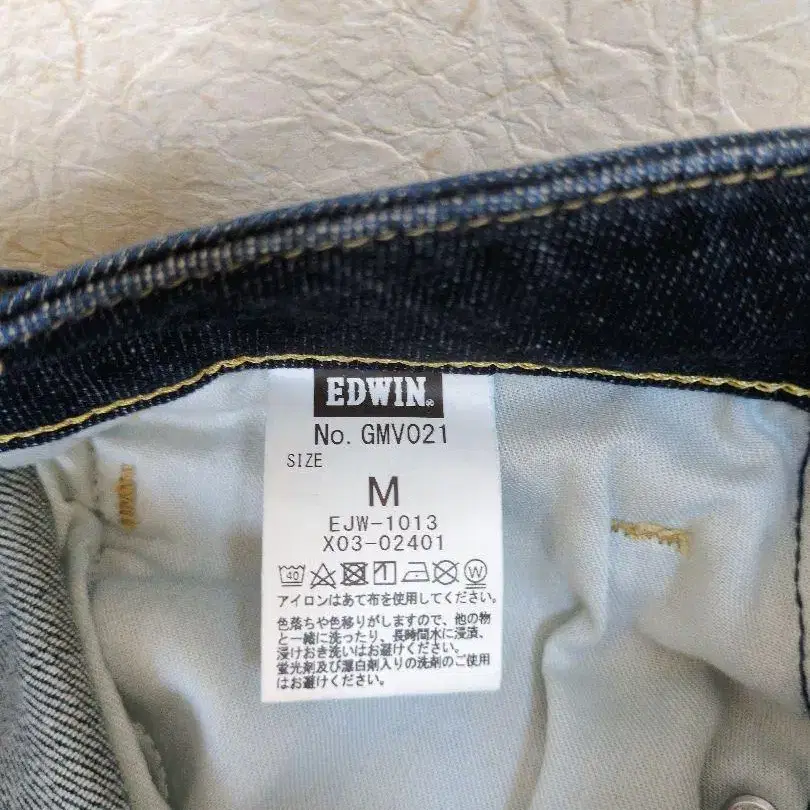 EDWIN
No. GMV021
SIZE
M
EJW-1013
X03-02401
40 W
アイロンはあて布を使用してください。
色落ちや色移りがしますので、他の物
と一緒に洗ったり、長時間水に浸漬、
浸けおき洗いはお避けください。
蛍光剤及び漂白剤入りの洗剤のご使用
はお避けください。